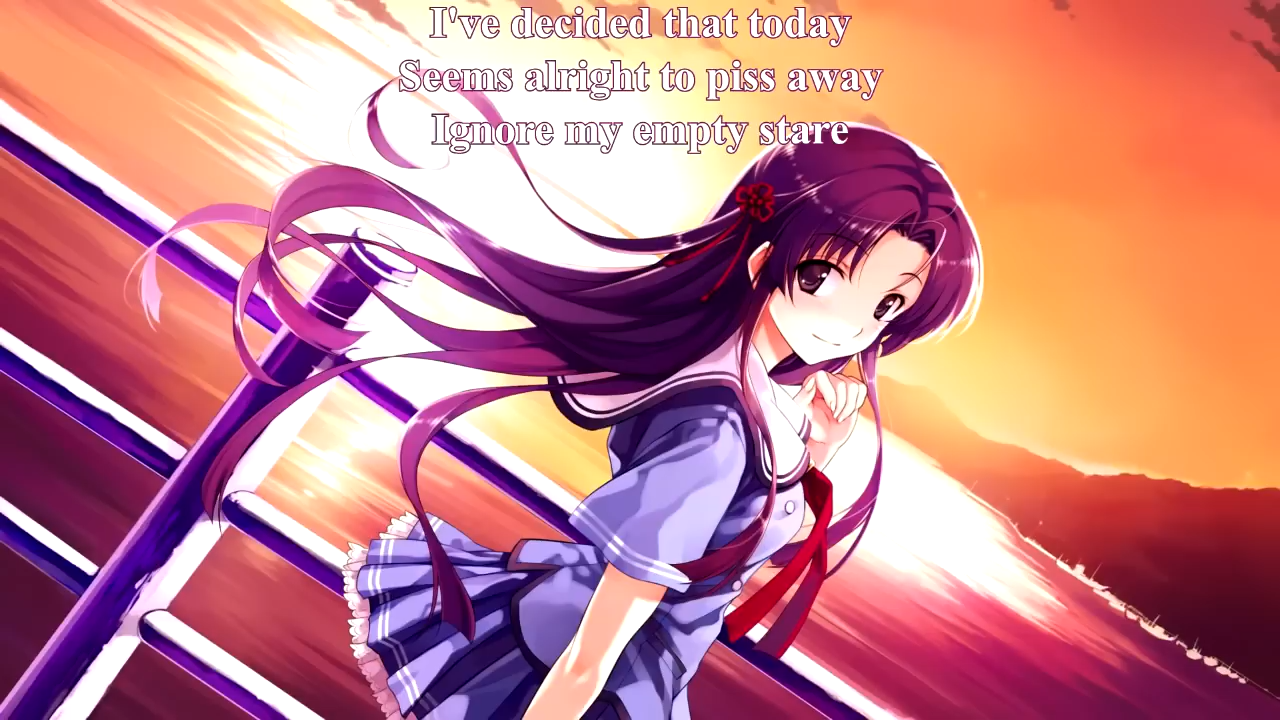 I've decided that today
Seems alright to piss away
Ignore my empty stare